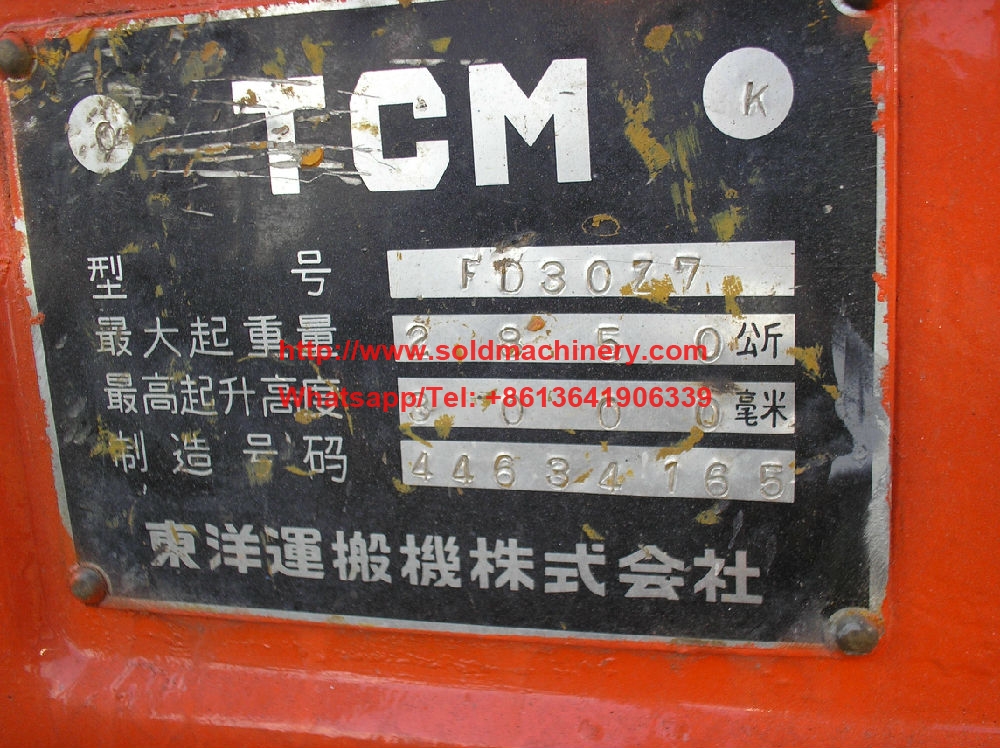 TCM K
型号 FD30Z7
最大起重量 2850 公斤
http://www.soldmachinery.com
最高起升高度 3000 毫米
Whatsapp/Tel: +8613641906339
制造号码 44634165
東洋運搬機株式会社